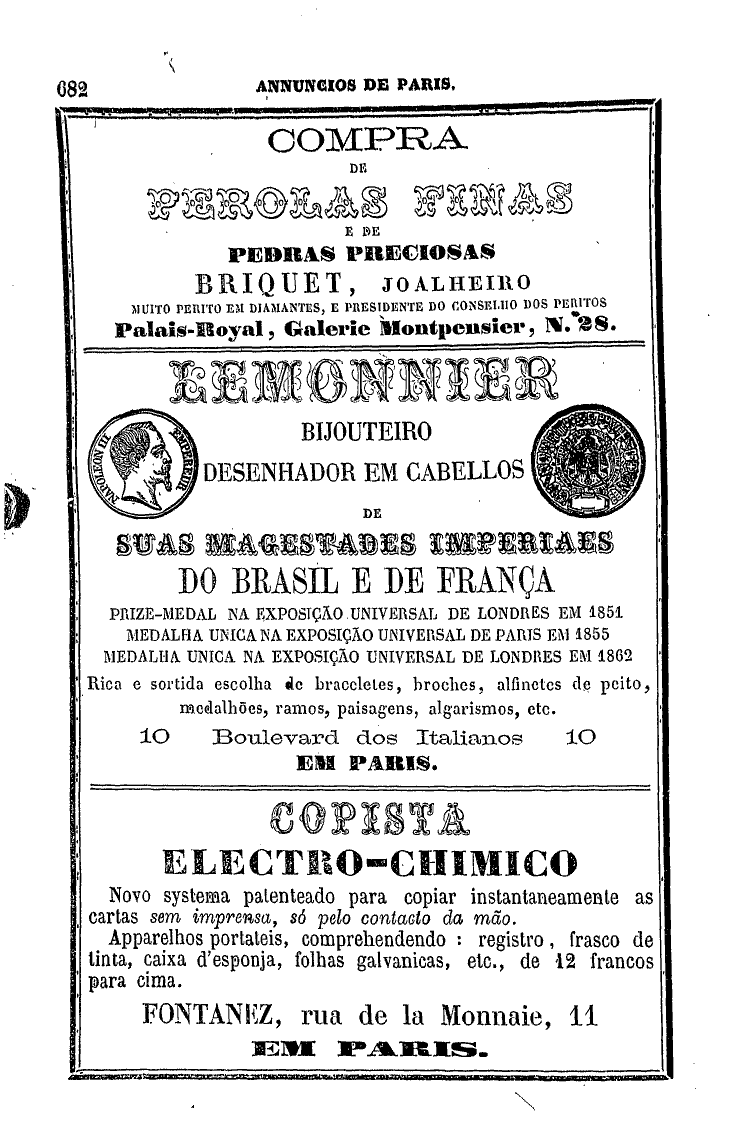 682
ANNUNCIOS DE PARIS.
COMPRA
DE
PEROLAS FINAS
E DE
PEDRAS PRECIOSAS
BRIQUET, JOALHEIRO
MUITO PERITO EM DIAMANTES, E PRESIDENTE DO CONSELHO DOS PERITOS
Palais-Royal, Galerie Montpensier, N.º 28.
LEMONNIER
NAPOLEON III EMPEREUR
BIJOUTEIRO
DESENHADOR EM CABELLOS
DE
SUAS MAGESTADES IMPERIAES
DO BRASIL E DE FRANÇA
PRIZE-MEDAL NA EXPOSIÇÃO UNIVERSAL DE LONDRES EM 1851
MEDALHA UNICA NA EXPOSIÇÃO UNIVERSAL DE PARIS EM 1855
MEDALHA UNICA NA EXPOSIÇÃO UNIVERSAL DE LONDRES EM 1862
Rica e sortida escolha de braceletes, broches, alfinetes de peito,
medalhões, ramos, paisagens, algarismos, etc.
10 Boulevard dos Italianos 10
EM PARIS.
COPISTA
ELECTRO-CHIMICO
Novo systema patenteado para copiar instantaneamente as
cartas sem imprensa, só pelo contacto da mão.
Apparelhos portateis, comprehendendo : registro, frasco de
tinta, caixa d'esponja, folhas galvanicas, etc., de 12 francos
para cima.
FONTANEZ, rua de la Monnaie, 11
EM PARIS.